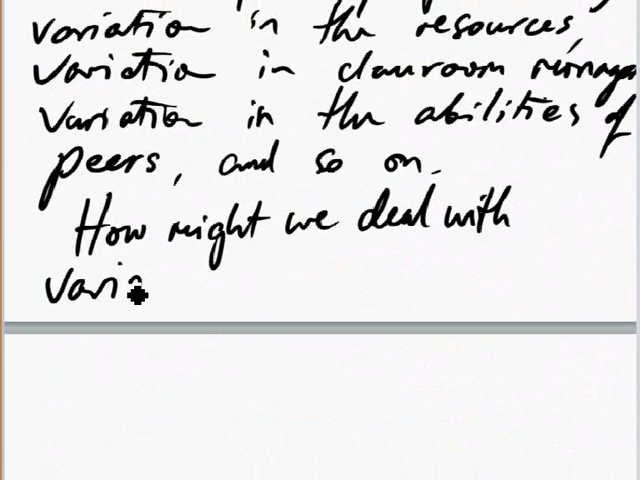 variation in the resources,
Variation in classroom manage
Variation in the abilities of
peers, and so on.
How might we deal with
Vari